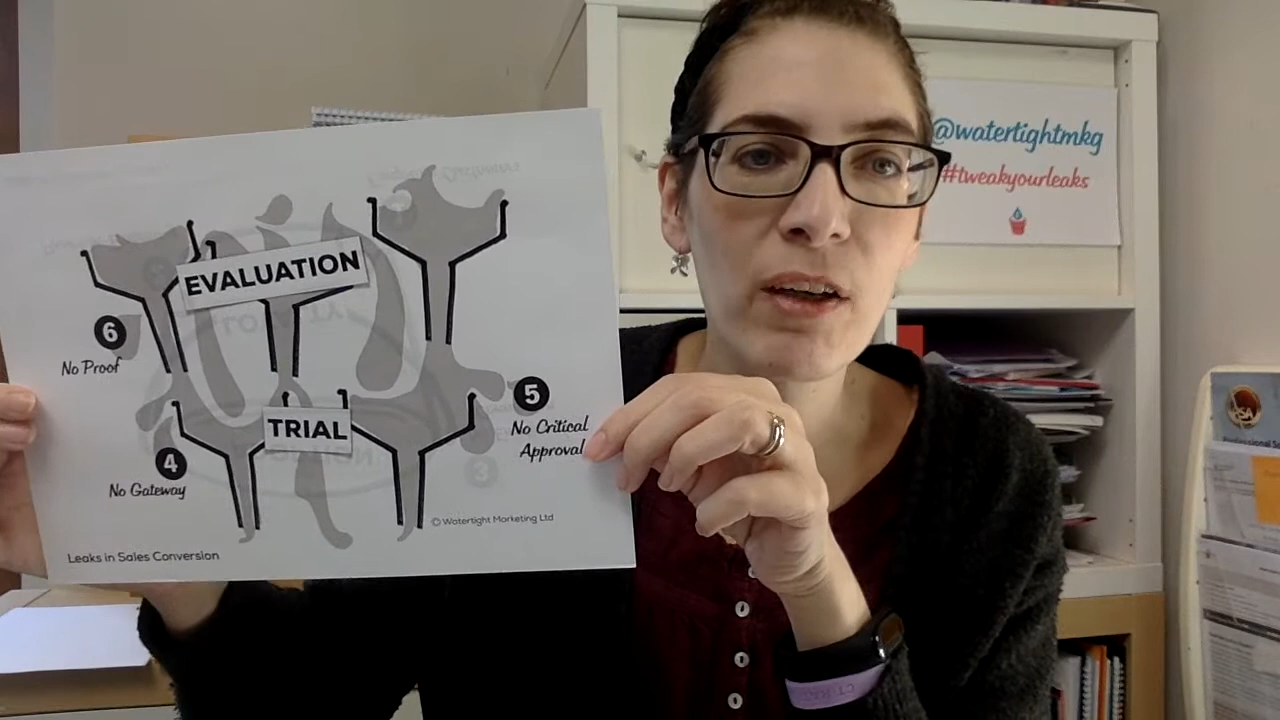 EVALUATION
6
No Proof
TRIAL
5
No Critical
Approval
4
No Gateway
© Watertight Marketing Ltd
Leaks in Sales Conversion
@watertightmkg
#tweakyourleaks